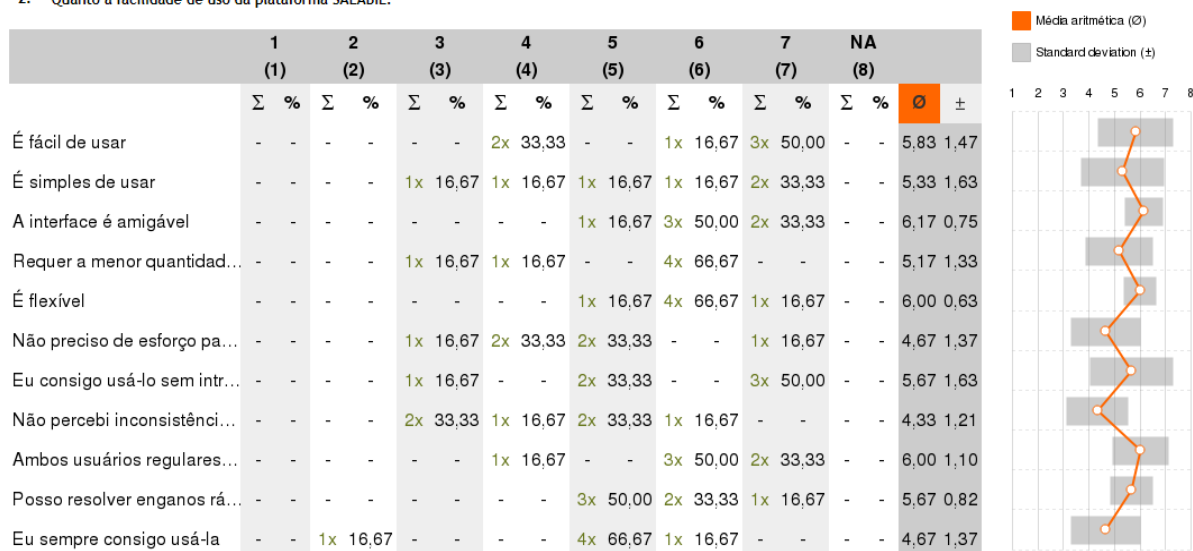 2. Quanto a facilidade de uso da plataforma SALADIE:
Média aritmética (Ø)
Standard deviation (±)
1 2 3 4 5 6 7 NA
(1) (2) (3) (4) (5) (6) (7) (8)
Σ % Σ % Σ % Σ % Σ % Σ % Σ % Σ % Ø ±
1 2 3 4 5 6 7 8
É fácil de usar - - - - - - 2x 33,33 - - 1x 16,67 3x 50,00 - - 5,83 1,47
É simples de usar - - - - 1x 16,67 1x 16,67 1x 16,67 1x 16,67 2x 33,33 - - 5,33 1,63
A interface é amigável - - - - - - - - 1x 16,67 3x 50,00 2x 33,33 - - 6,17 0,75
Requer a menor quantidad... - - - - 1x 16,67 1x 16,67 - - 4x 66,67 - - - - 5,17 1,33
É flexível - - - - - - - - 1x 16,67 4x 66,67 1x 16,67 - - 6,00 0,63
Não preciso de esforço pa... - - - - 1x 16,67 2x 33,33 2x 33,33 - - 1x 16,67 - - 4,67 1,37
Eu consigo usá-lo sem intr... - - - - 1x 16,67 - - 2x 33,33 - - 3x 50,00 - - 5,67 1,63
Não percebi inconsistênci... - - - - 2x 33,33 1x 16,67 2x 33,33 1x 16,67 - - - - 4,33 1,21
Ambos usuários regulares... - - - - - - 1x 16,67 - - 3x 50,00 2x 33,33 - - 6,00 1,10
Posso resolver enganos rá... - - - - - - - - 3x 50,00 2x 33,33 1x 16,67 - - 5,67 0,82
Eu sempre consigo usá-la - - 1x 16,67 - - - - 4x 66,67 1x 16,67 - - - - 4,67 1,37